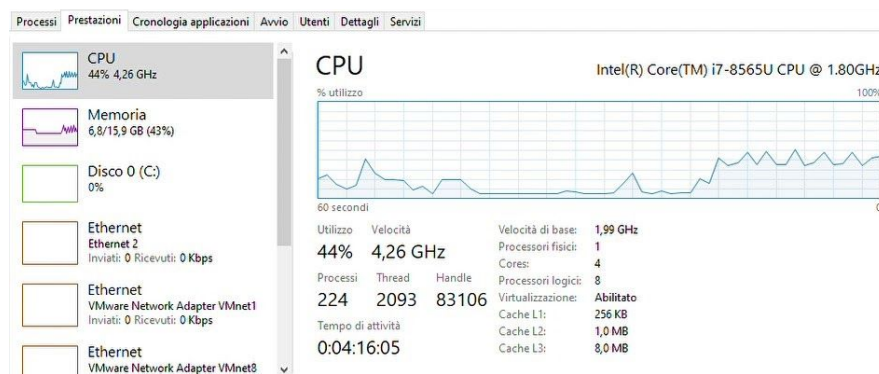 Processi Prestazioni Cronologia applicazioni Avvio Utenti Dettagli Servizi
CPU
44% 4,26 GHz
Memoria
6,8/15,9 GB (43%)
Disco 0 (C:)
0%
Ethernet
Ethernet 2
Inviati: 0 Ricevuti: 0 Kbps
Ethernet
VMware Network Adapter VMnet1
Inviati: 0 Ricevuti: 0 Kbps
Ethernet
VMware Network Adapter VMnet8
CPU Intel(R) Core(TM) i7-8565U CPU @ 1.80GHz
% utilizzo 100%
60 secondi 0
Utilizzo Velocità
44% 4,26 GHz
Processi Thread Handle
224 2093 83106
Tempo di attività
0:04:16:05
Velocità di base: 1,99 GHz
Processori fisici: 1
Cores: 4
Processori logici: 8
Virtualizzazione: Abilitato
Cache L1: 256 KB
Cache L2: 1,0 MB
Cache L3: 8,0 MB